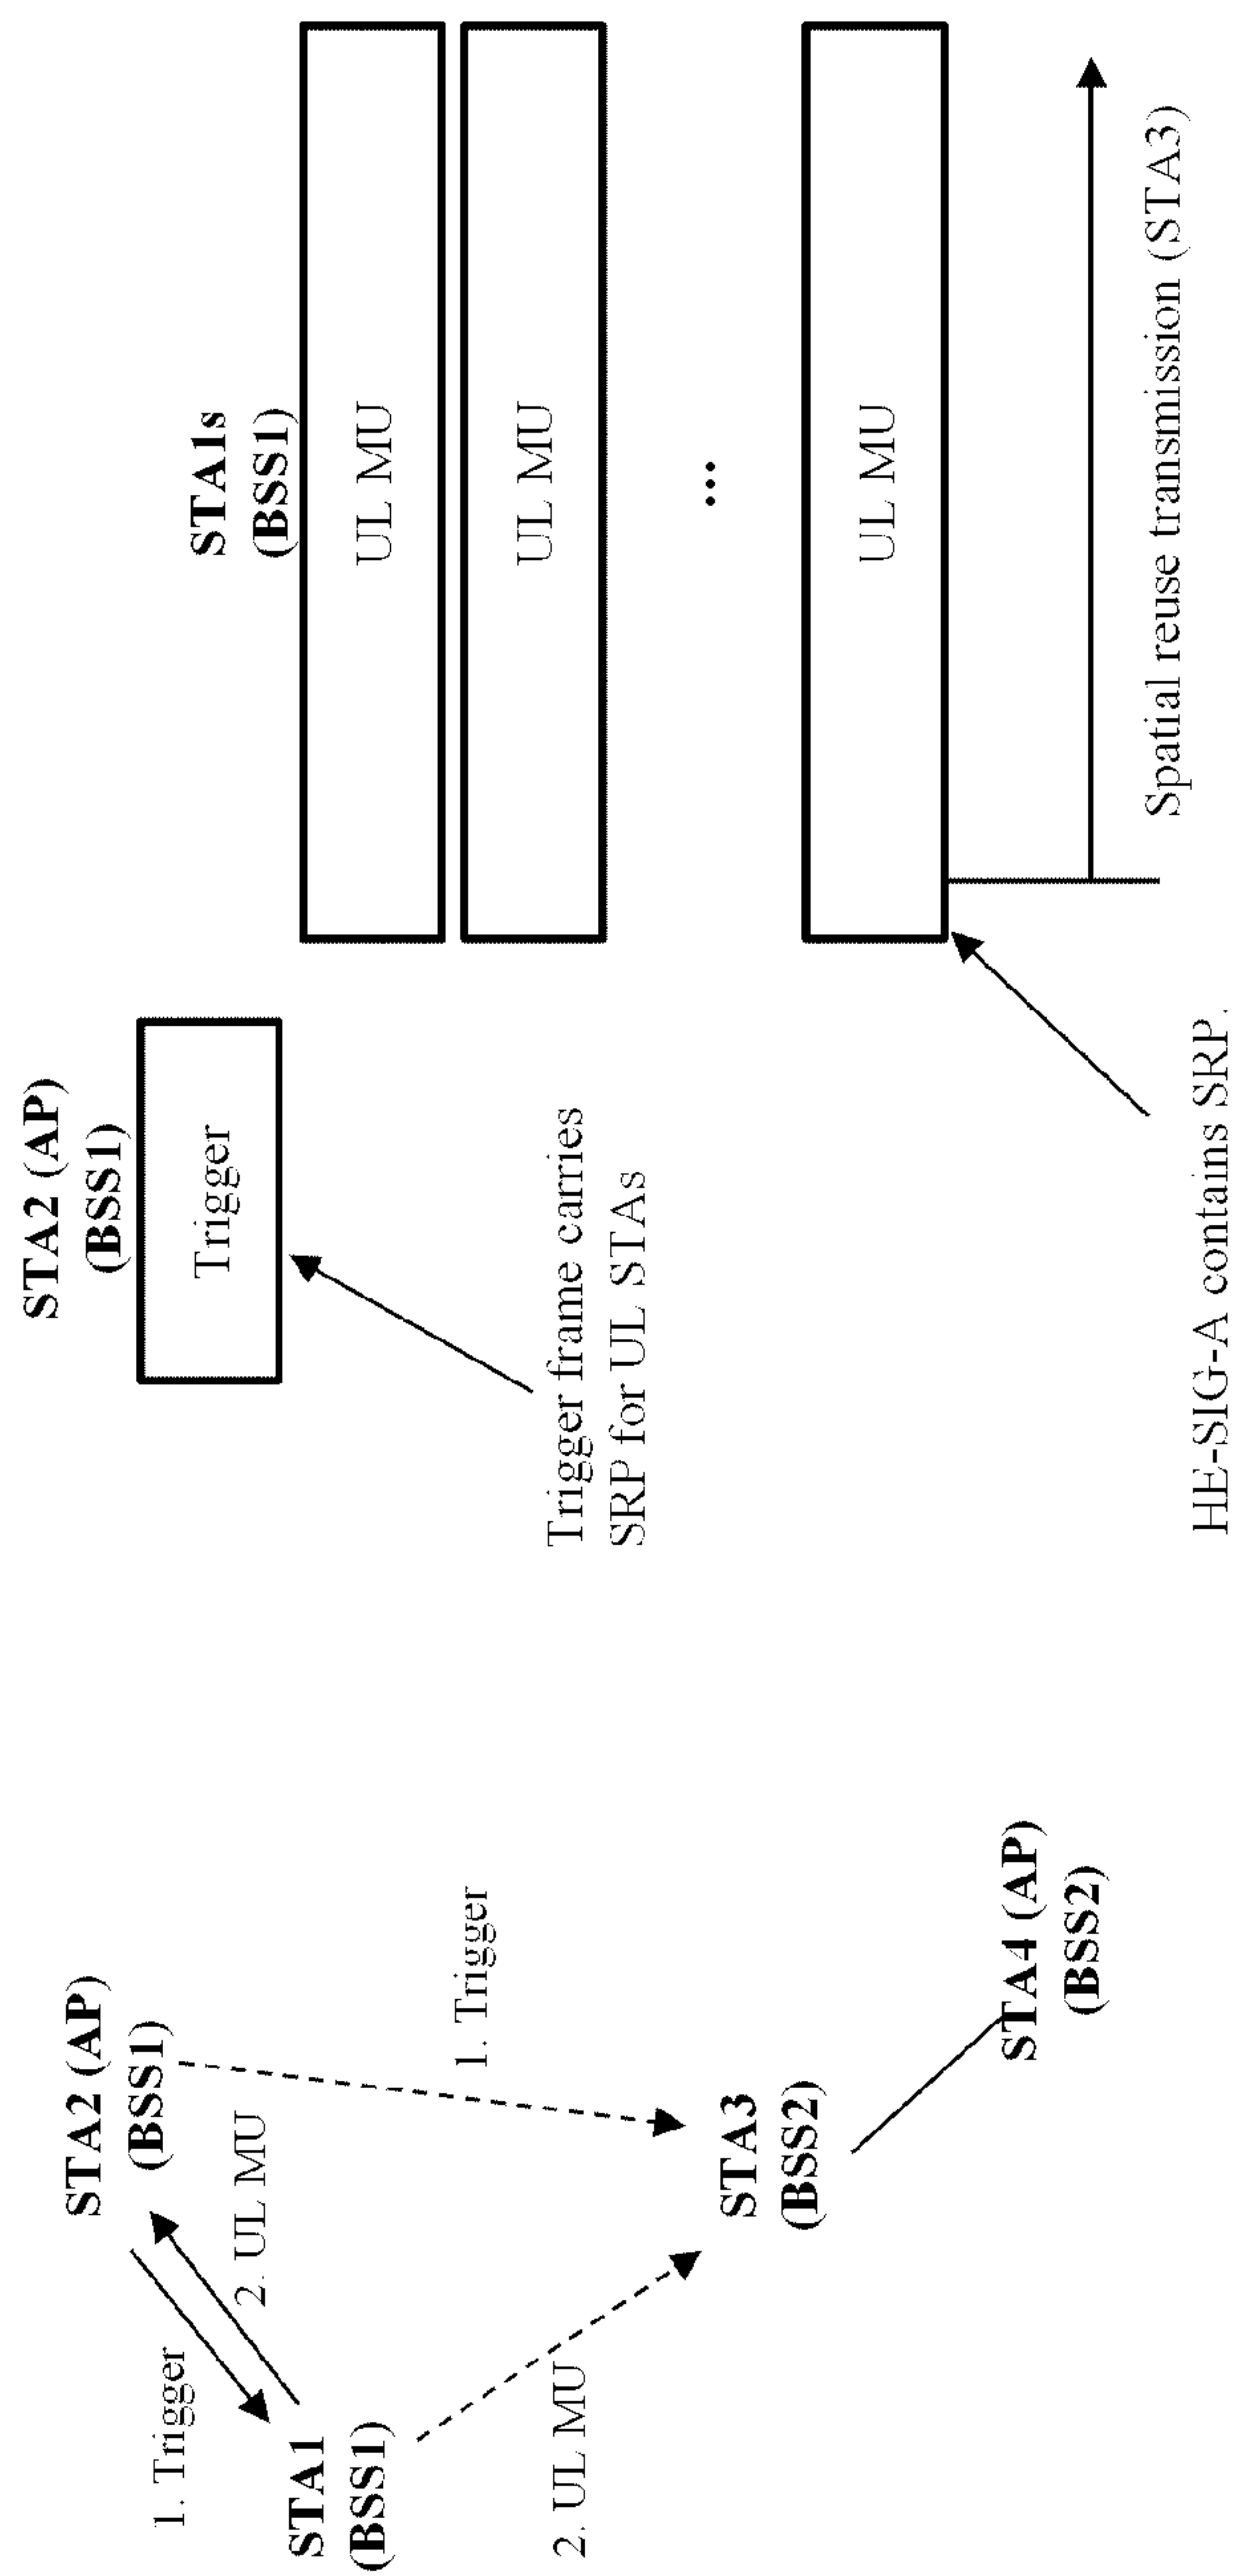 STA2 (AP)
(BSS1)
1. Trigger
2. UL MU
STA1
(BSS1)
1. Trigger
2. UL MU
STA3
(BSS2)
STA4 (AP)
(BSS2)
STA2 (AP)
(BSS1)
Trigger
Trigger frame carries
SRP for UL STAs
STA1s
(BSS1)
UL MU
UL MU
...
UL MU
Spatial reuse transmission (STA3)
HE-SIG-A contains SRP.